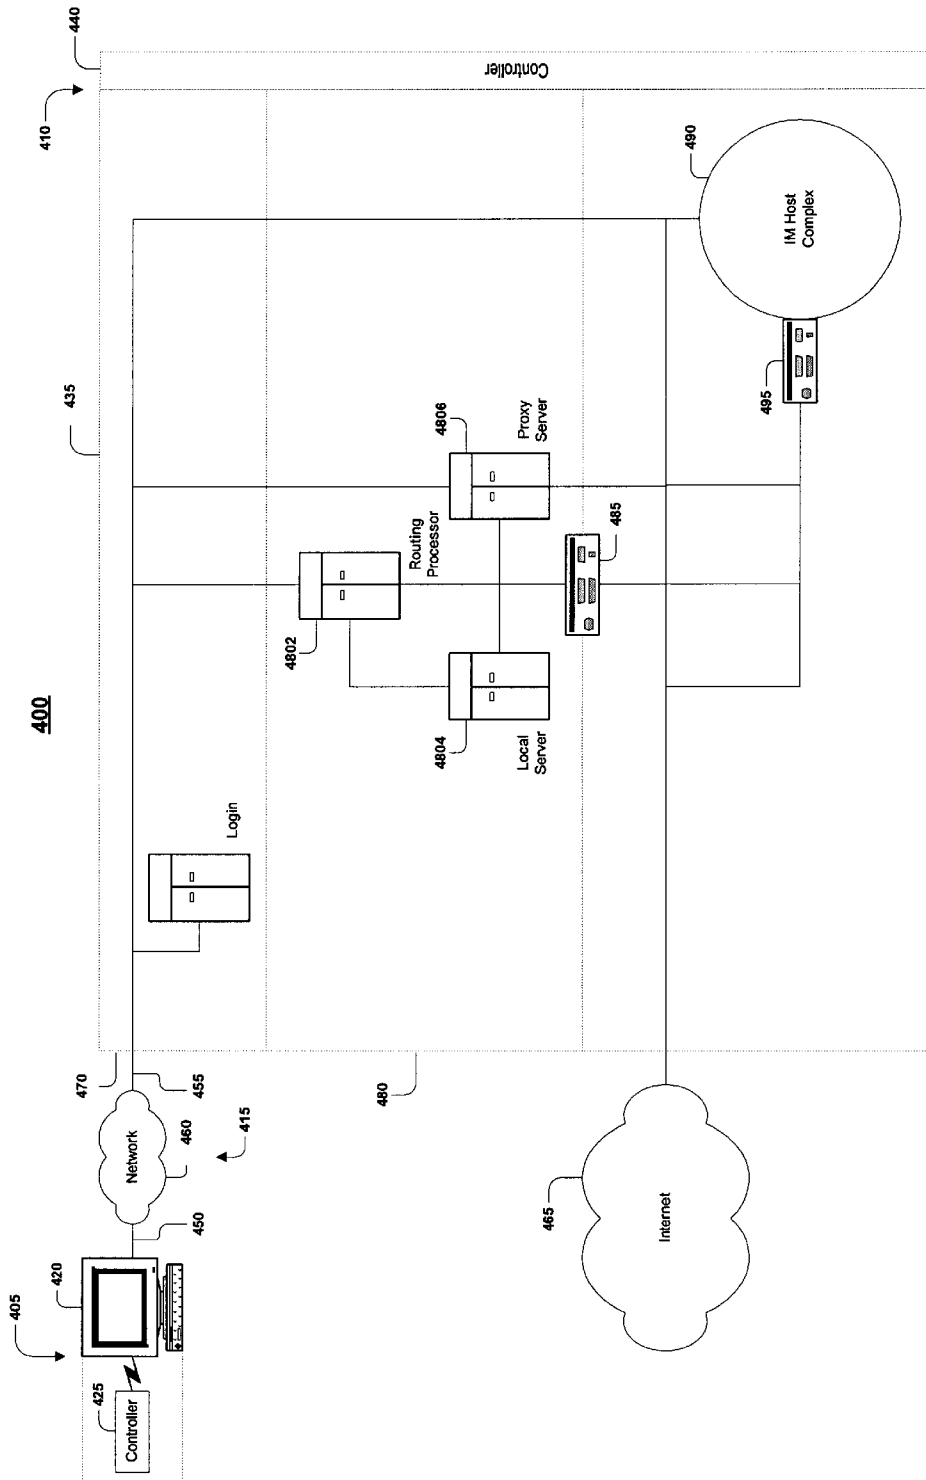 400
405
410
420
435
440
425
Controller
450
Network
460
415
455
470
Login
Controller
4802
Routing
Processor
4804
Local
Server
4806
Proxy
Server
480
485
465
Internet
490
IM Host
Complex
495